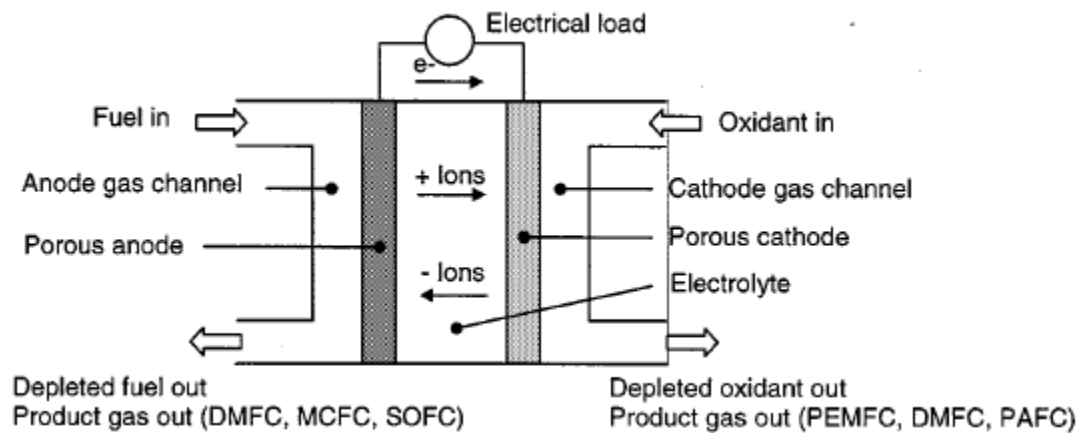 Electrical load
e-
Fuel in
Oxidant in
Anode gas channel
+ Ions
Cathode gas channel
Porous anode
Porous cathode
- Ions
Electrolyte
Depleted fuel out
Product gas out (DMFC, MCFC, SOFC)
Depleted oxidant out
Product gas out (PEMFC, DMFC, PAFC)